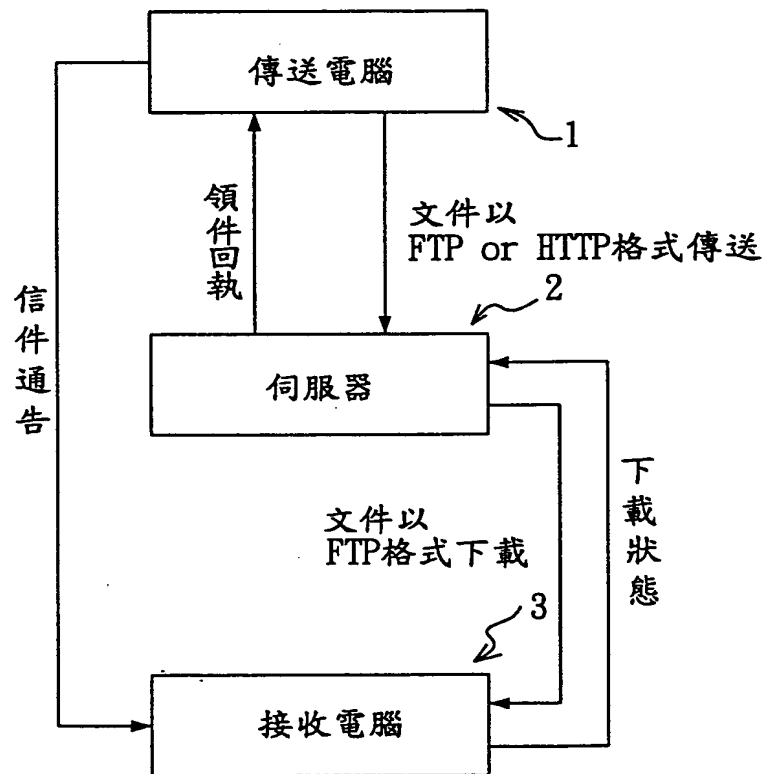 傳送電腦
1
領件回執
文件以
FTP or HTTP格式傳送
2
信件通告
伺服器
下載狀態
文件以
FTP格式下載
3
接收電腦